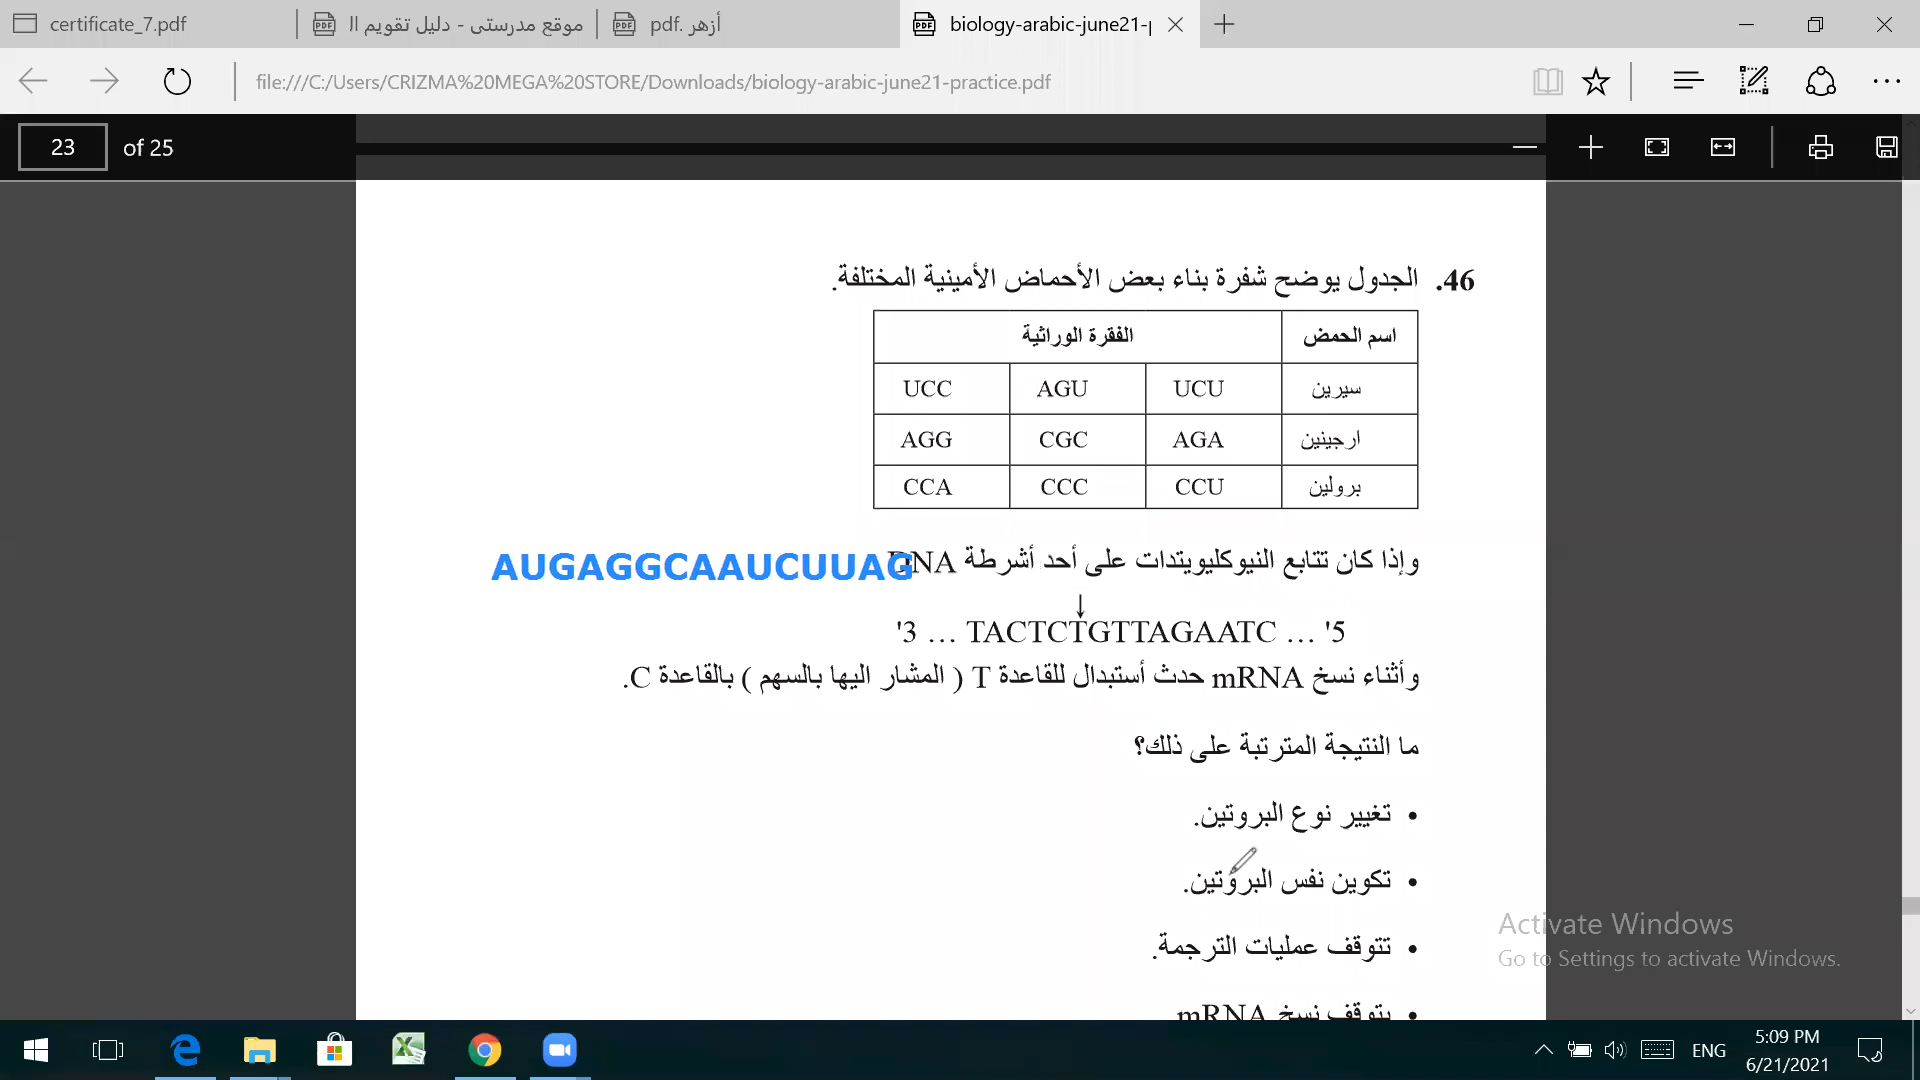 certificate_7.pdf
موقع مدرستى - دليل تقويم ال
أزهر .pdf
biology-arabic-june21-p
file:///C:/Users/CRIZMA%20MEGA%20STORE/Downloads/biology-arabic-june21-practice.pdf
23 of 25
46. الجدول يوضح شفرة بناء بعض الأحماض الأمينية المختلفة.
اسم الحمض الفقرة الوراثية
سيرين UCU AGU UCC
ارجينين AGA CGC AGG
برولين CCU CCC CCA
وإذا كان تتابع النيوكليويتدات على أحد أشرطة DNA
AUGAGGCAAUCUUAG
↓
'3 … TACTCTGTTAGAATC … '5
وأثناء نسخ mRNA حدث أستبدال للقاعدة T ( المشار اليها بالسهم ) بالقاعدة C.
ما النتيجة المترتبة على ذلك؟
• تغيير نوع البروتين.
• تكوين نفس البروتين.
• تتوقف عمليات الترجمة.
• يتوقف نسخ mRNA
Activate Windows
Go to Settings to activate Windows.
ENG
5:09 PM
6/21/2021